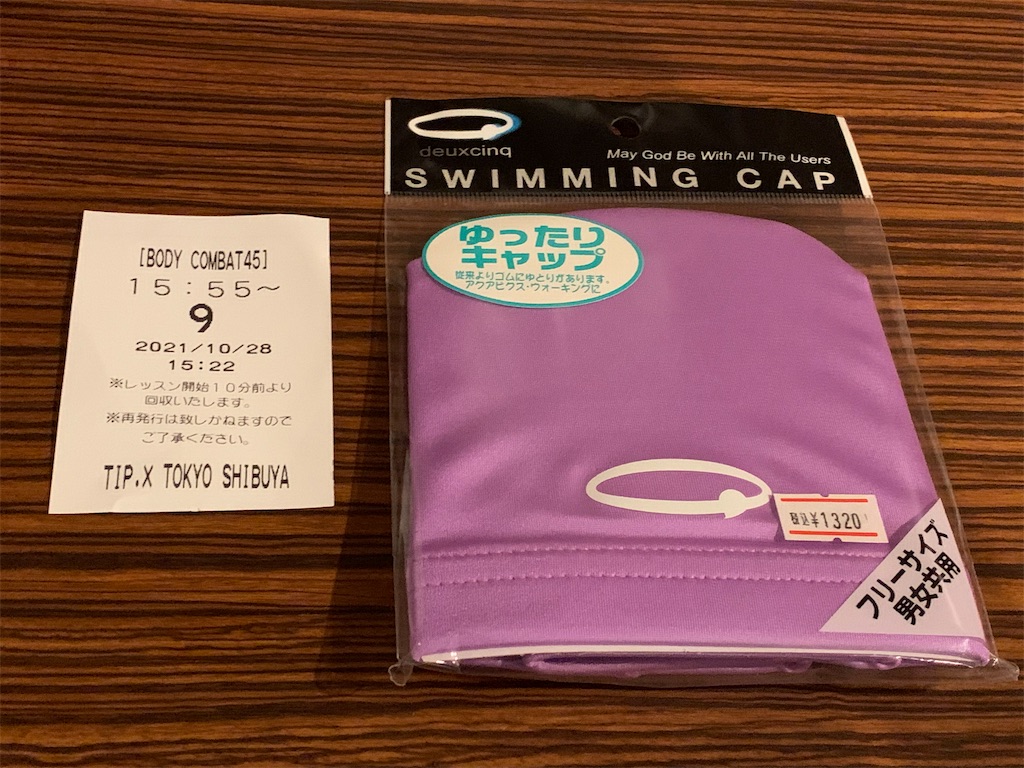 [BODY COMBAT45]
15:55～
9
2021/10/28
15:22
※レッスン開始10分前より
回収いたします。
※再発行は致しかねますので
ご了承ください。
TIP.X TOKYO SHIBUYA
deuxcinq
May God Be With All The Users
SWIMMING CAP
ゆったり
キャップ
従来よりゴムにゆとりがあります。
アクアビクス・ウォーキングに
税込¥1320
フリーサイズ
男女共用